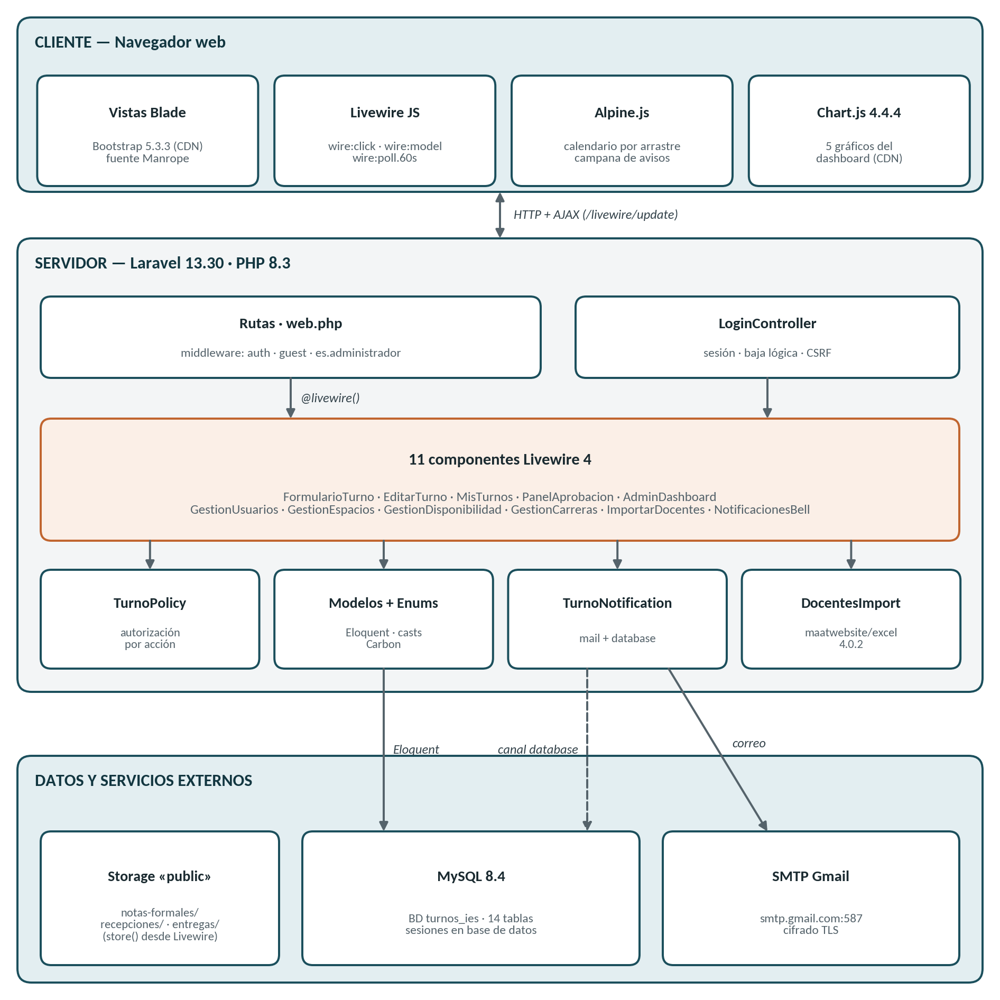 CLIENTE — Navegador web
Vistas Blade
Bootstrap 5.3.3 (CDN)
fuente Manrope
Livewire JS
wire:click · wire:model
wire:poll.60s
Alpine.js
calendario por arrastre
campana de avisos
Chart.js 4.4.4
5 gráficos del
dashboard (CDN)
HTTP + AJAX (/livewire/update)
SERVIDOR — Laravel 13.30 · PHP 8.3
Rutas · web.php
middleware: auth · guest · es.administrador
LoginController
sesión · baja lógica · CSRF
@livewire()
11 componentes Livewire 4
FormularioTurno · EditarTurno · MisTurnos · PanelAprobacion · AdminDashboard
GestionUsuarios · GestionEspacios · GestionDisponibilidad · GestionCarreras · ImportarDocentes · NotificacionesBell
TurnoPolicy
autorización
por acción
Modelos + Enums
Eloquent · casts
Carbon
TurnoNotification
mail + database
DocentesImport
maatwebsite/excel
4.0.2
Eloquent
canal database
correo
DATOS Y SERVICIOS EXTERNOS
Storage «public»
notas-formales/
recepciones/ · entregas/
(store() desde Livewire)
MySQL 8.4
BD turnos_ies · 14 tablas
sesiones en base de datos
SMTP Gmail
smtp.gmail.com:587
cifrado TLS